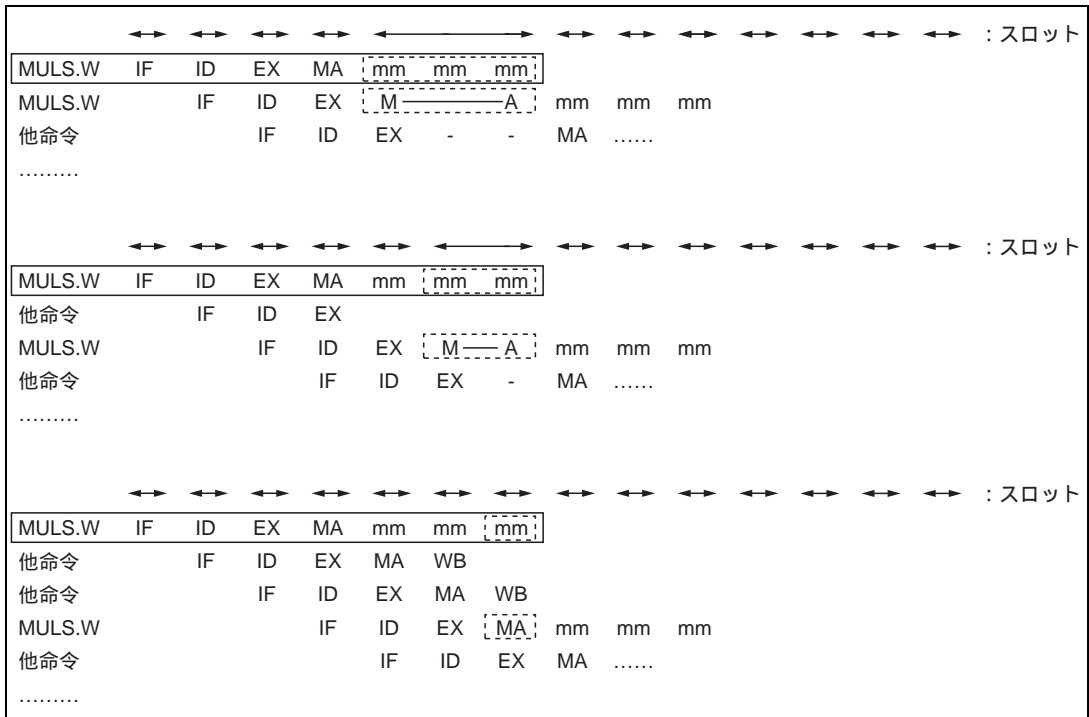 ：スロット
MULS.W IF ID EX MA mm mm mm
MULS.W IF ID EX M A mm mm mm
他命令 IF ID EX - - MA ……
………
：スロット
MULS.W IF ID EX MA mm mm mm
他命令 IF ID EX
MULS.W IF ID EX M A mm mm mm
他命令 IF ID EX - MA ……
………
：スロット
MULS.W IF ID EX MA mm mm mm
他命令 IF ID EX MA WB
他命令 IF ID EX MA WB
MULS.W IF ID EX MA mm mm mm
他命令 IF ID EX MA ……
………